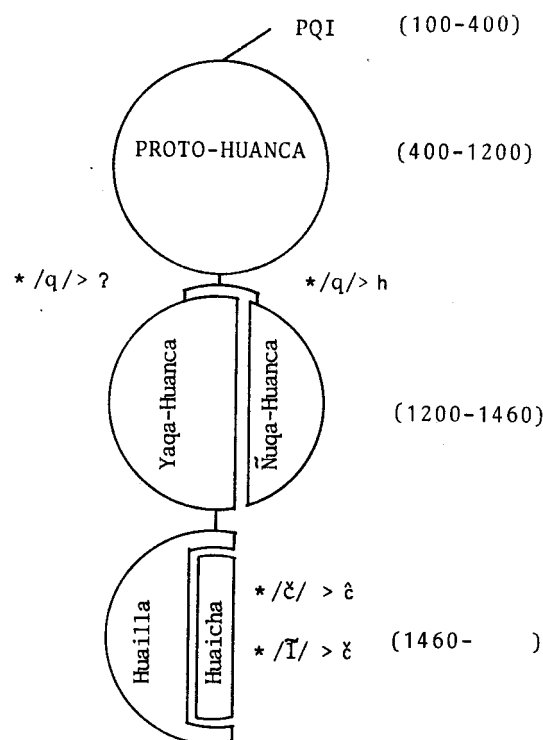 PQI (100-400)
PROTO-HUANCA (400-1200)
* /q/> ? */q/> h
Yaqa-Huanca
Ñuqa-Huanca
(1200-1460)
Huailla
Huaicha
* /č/ > ĉ
* /l̃/ > č (1460- )